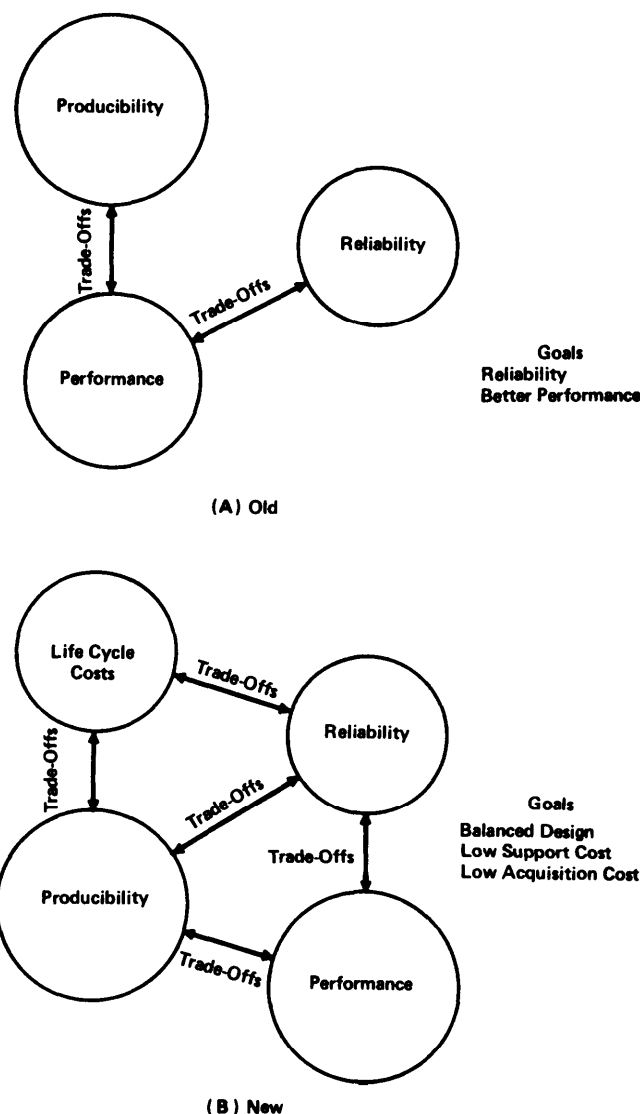 Producibility
Trade-Offs
Reliability
Trade-Offs
Performance
Goals
Reliability
Better Performance
(A) Old
Life Cycle
Costs
Trade-Offs
Reliability
Trade-Offs
Trade-Offs
Goals
Balanced Design
Low Support Cost
Low Acquisition Cost
Trade-Offs
Producibility
Trade-Offs
Performance
(B) New